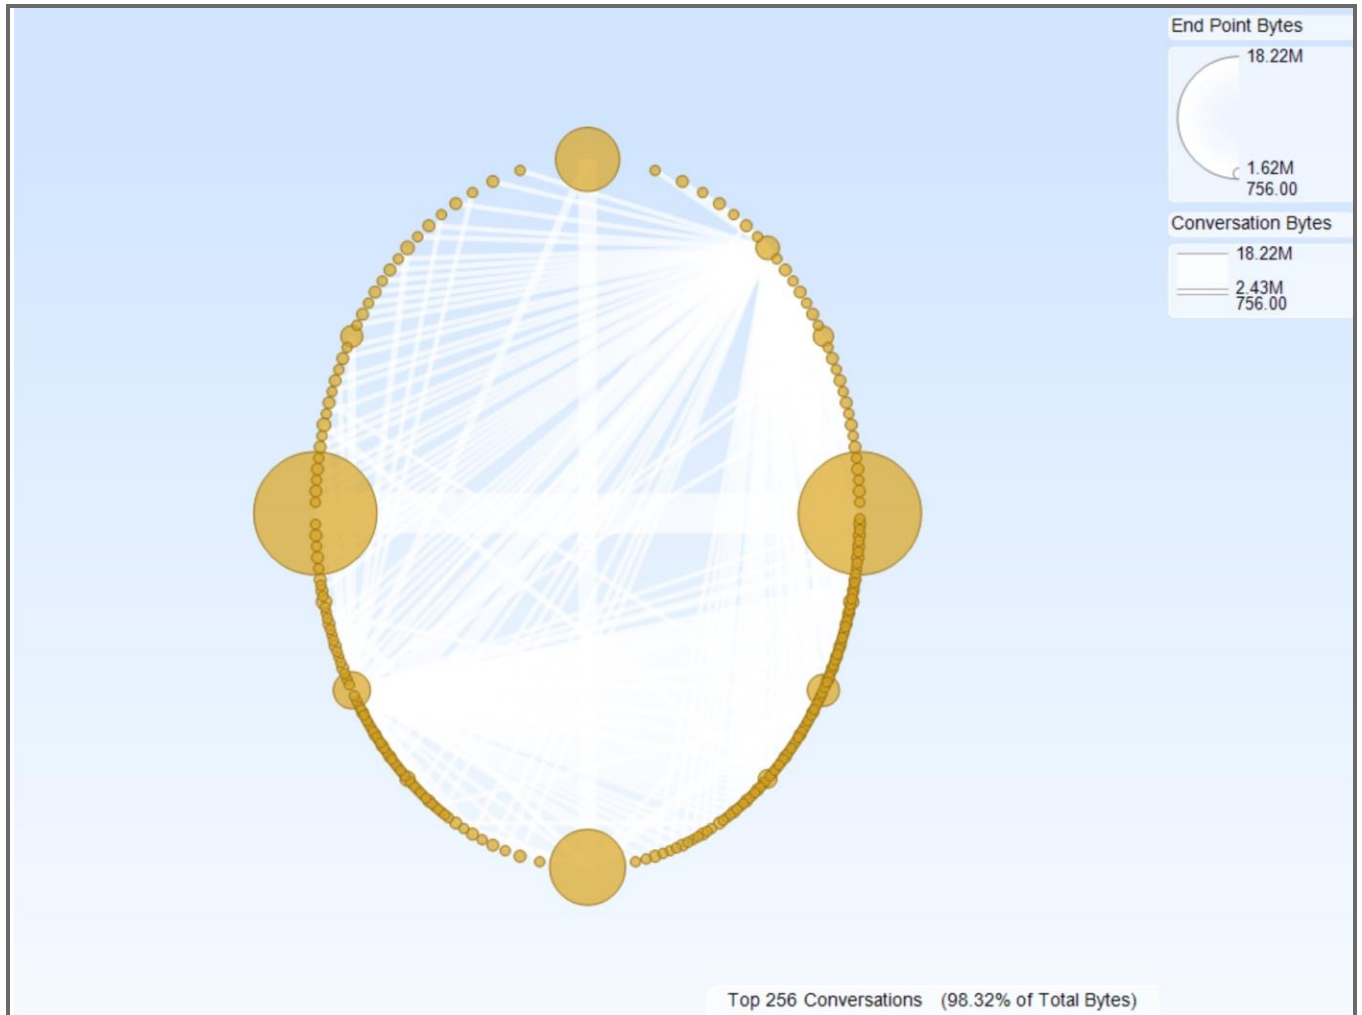 End Point Bytes
18.22M
1.62M
756.00
Conversation Bytes
18.22M
2.43M
756.00
Top 256 Conversations (98.32% of Total Bytes)